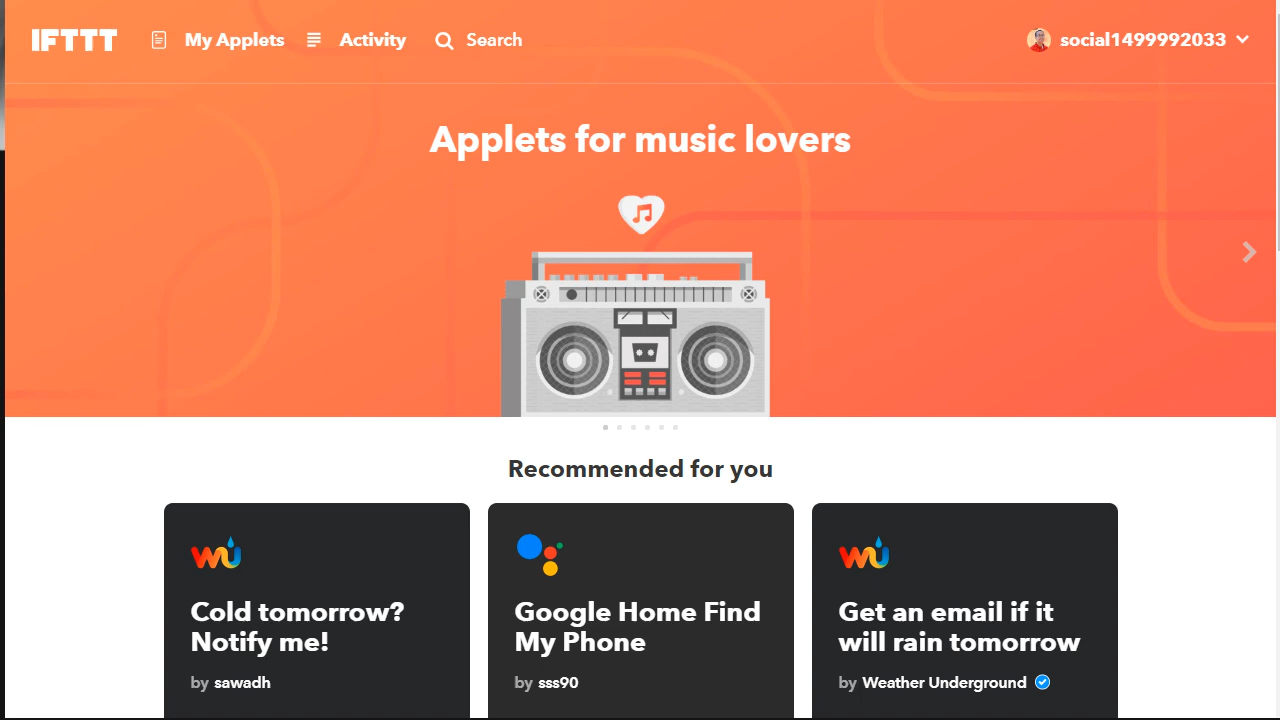 IFTTT My Applets Activity Search social1499992033
Applets for music lovers
Recommended for you
Cold tomorrow?
Notify me!
by sawadh
Google Home Find
My Phone
by sss90
Get an email if it
will rain tomorrow
by Weather Underground